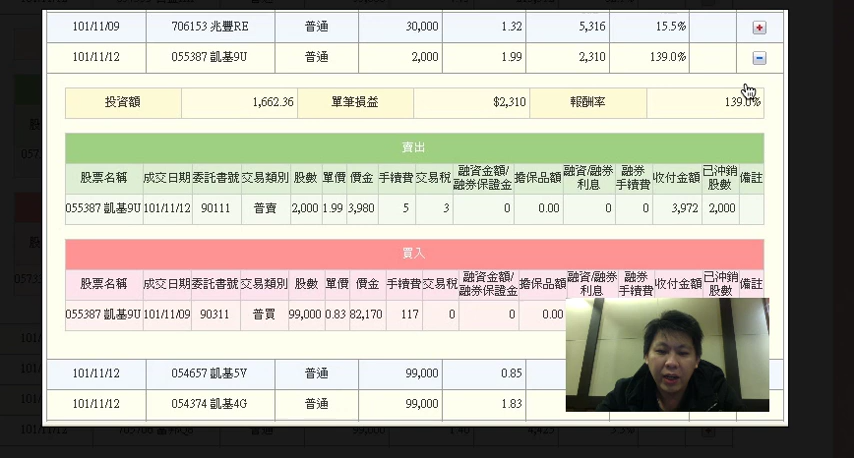 101/11/09 706153 兆豐RE 普通 30,000 1.32 5,316 15.5%
101/11/12 055387 凱基9U 普通 2,000 1.99 2,310 139.0%
投資額 1,662.36 單筆損益 $2,310 報酬率 139.0%
賣出
股票名稱 成交日期 委託書號 交易類別 股數 單價 價金 手續費 交易稅 融資金額/融券保證金 擔保品額 融資/融券利息 融券手續費 收付金額 已沖銷股數 備註
055387 凱基9U 101/11/12 90111 普賣 2,000 1.99 3,980 5 3 0 0.00 0 0 3,972 2,000
買入
股票名稱 成交日期 委託書號 交易類別 股數 單價 價金 手續費 交易稅 融資金額/融券保證金 擔保品額 融資/融券利息 融券手續費 收付金額 已沖銷股數 備註
055387 凱基9U 101/11/09 90311 普買 99,000 0.83 82,170 117 0 0 0.00
101/11/12 054657 凱基5Y 普通 99,000 0.85
101/11/12 054374 凱基4G 普通 99,000 1.83